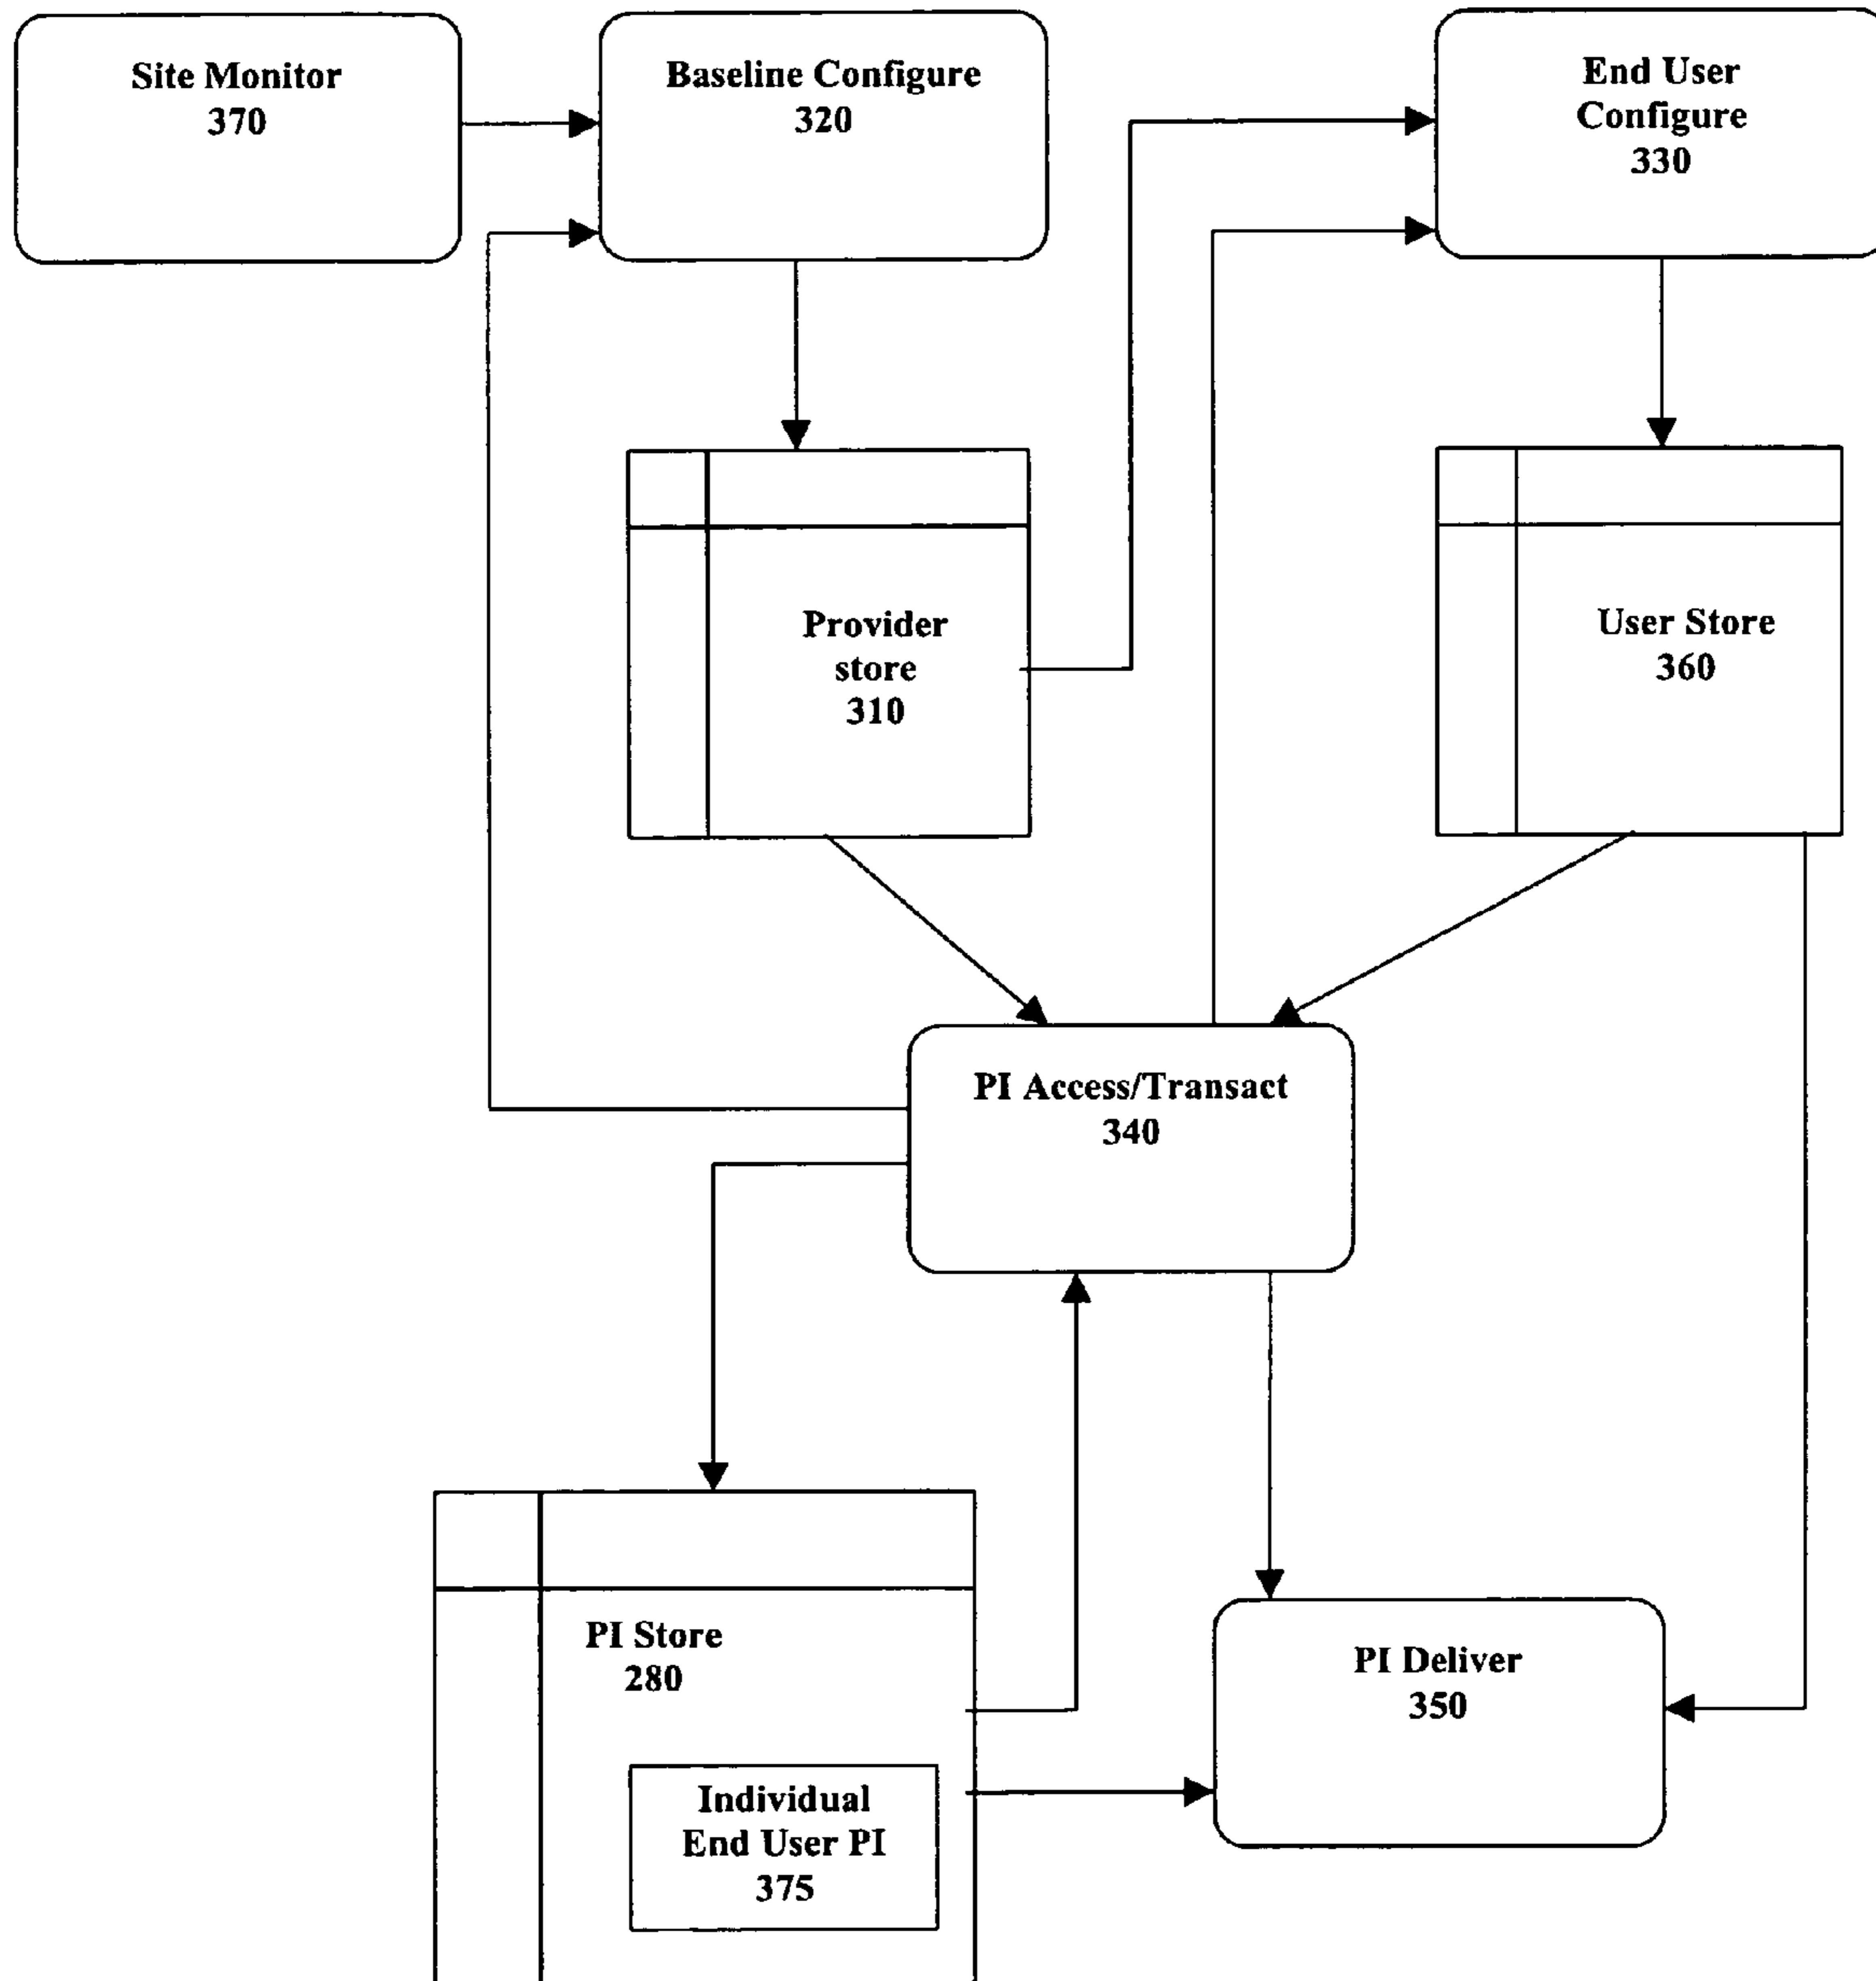 Site Monitor
370
Baseline Configure
320
End User
Configure
330
Provider
store
310
User Store
360
PI Access/Transact
340
PI Store
280
PI Deliver
350
Individual
End User PI
375